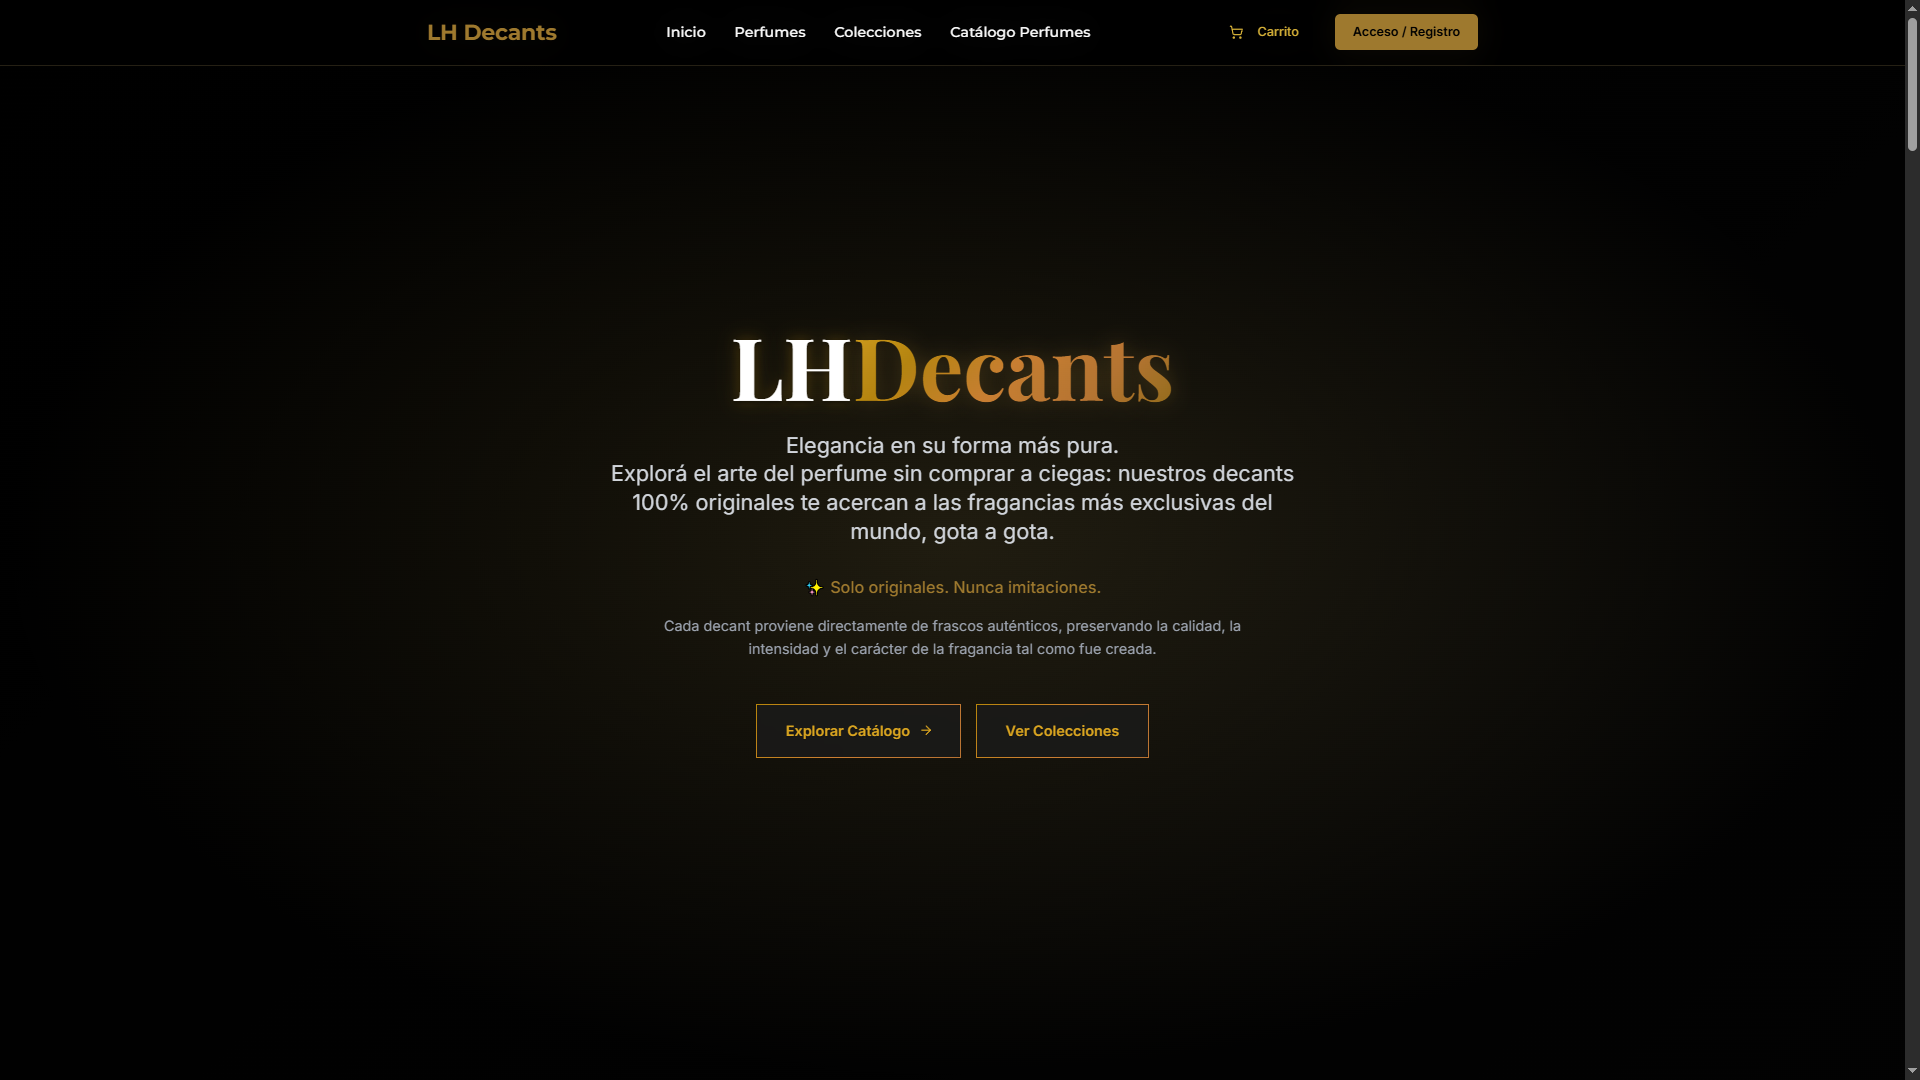 LH Decants
Inicio
Perfumes
Colecciones
Catálogo Perfumes
Carrito
Acceso / Registro
LHDecants
Elegancia en su forma más pura.
Explorá el arte del perfume sin comprar a ciegas: nuestros decants
100% originales te acercan a las fragancias más exclusivas del
mundo, gota a gota.
✨ Solo originales. Nunca imitaciones.
Cada decant proviene directamente de frascos auténticos, preservando la calidad, la
intensidad y el carácter de la fragancia tal como fue creada.
Explorar Catálogo →
Ver Colecciones